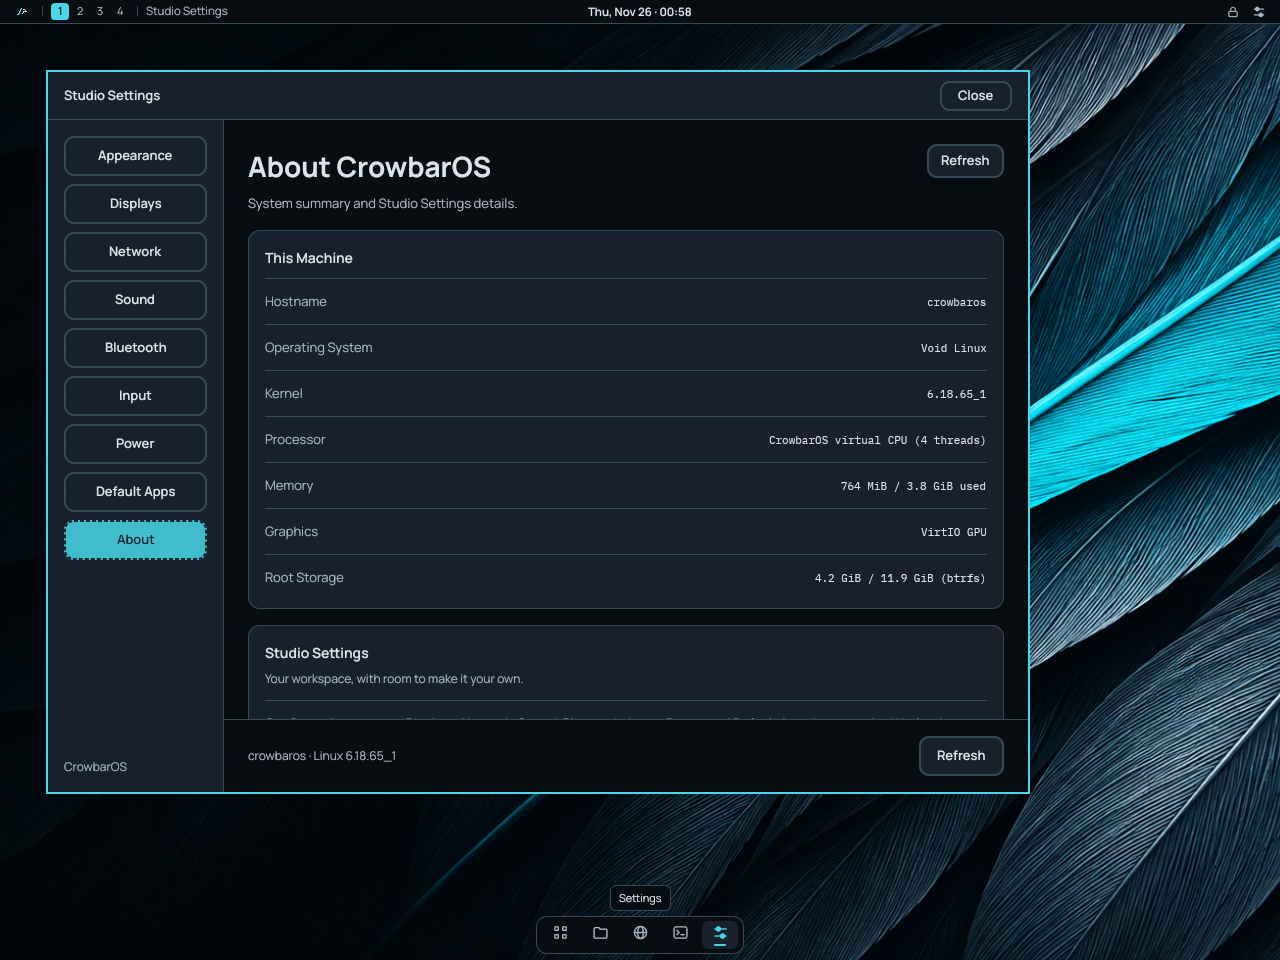 1 2 3 4 Studio Settings
Thu, Nov 26 · 00:58
Studio Settings
Close
Appearance
Displays
Network
Sound
Bluetooth
Input
Power
Default Apps
About
CrowbarOS
About CrowbarOS
Refresh
System summary and Studio Settings details.
This Machine
Hostname crowbaros
Operating System Void Linux
Kernel 6.18.65_1
Processor CrowbarOS virtual CPU (4 threads)
Memory 764 MiB / 3.8 GiB used
Graphics VirtIO GPU
Root Storage 4.2 GiB / 11.9 GiB (btrfs)
Studio Settings
Your workspace, with room to make it your own.
crowbaros · Linux 6.18.65_1
Refresh
Settings